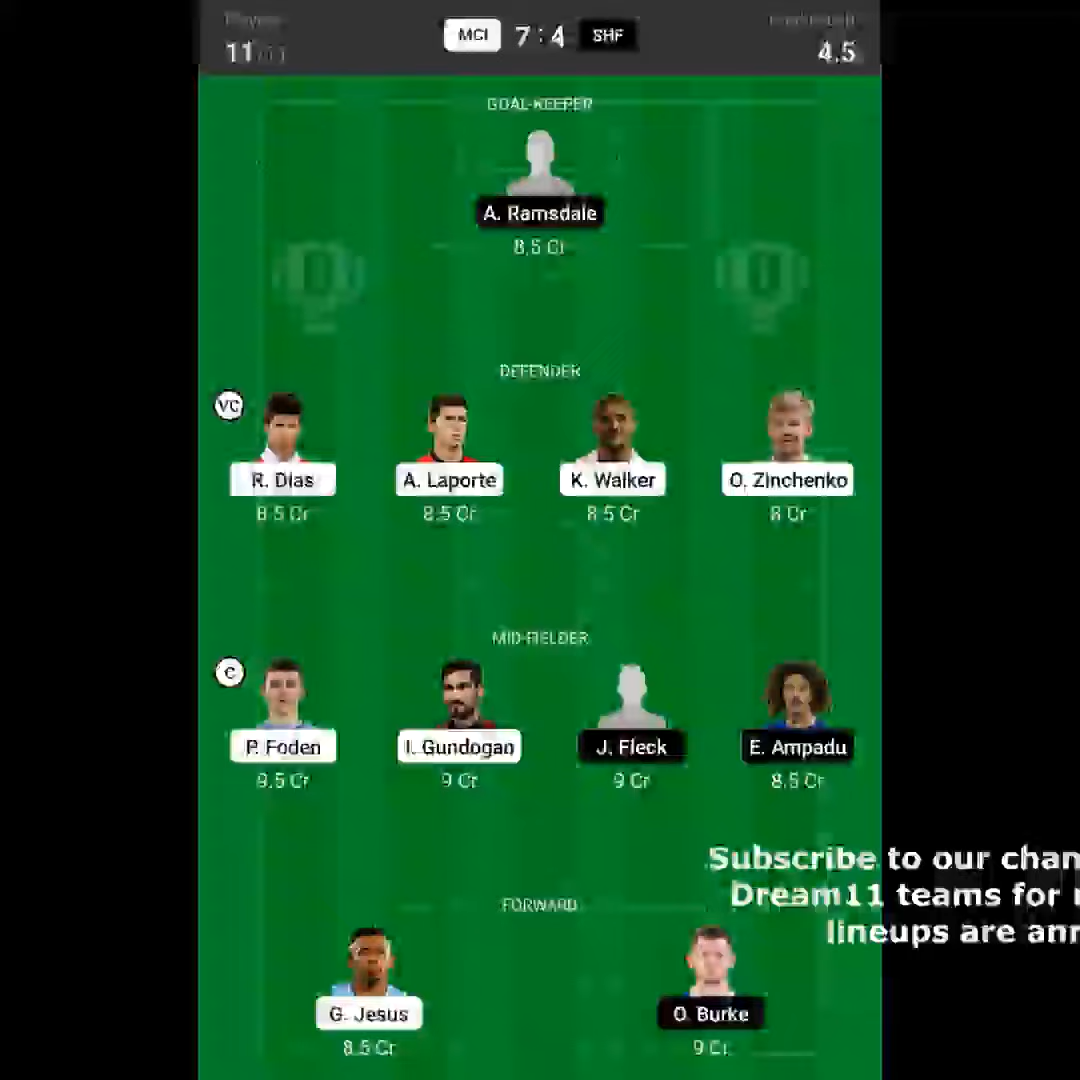 Players
11/11
MCI 7 : 4 SHF
4.5
GOAL-KEEPER
A. Ramsdale
8.5 Cr
DEFENDER
VC
R. Dias
A. Laporte
K. Walker
O. Zinchenko
8.5 Cr
8.5 Cr
8.5 Cr
8 Cr
MID-FIELDER
C
P. Foden
I. Gundogan
J. Fleck
E. Ampadu
9.5 Cr
9 Cr
9 Cr
8.5 Cr
Subscribe to our chan
Dream11 teams for
FORWARD
lineups are ann
G. Jesus
O. Burke
8.5 Cr
9 Cr